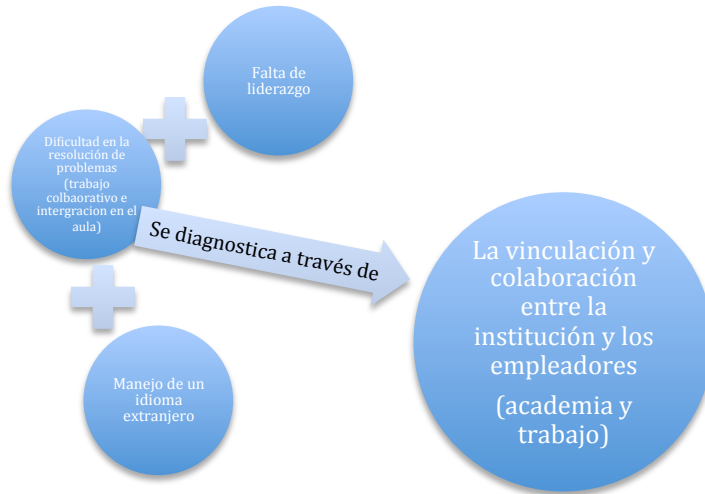 Falta de
liderazgo
Dificultad en la
resolución de
problemas
(trabajo
colbaorativo e
intergracion en el
aula)
Manejo de un
idioma
extranjero
Se diagnostica a través de
La vinculación y
colaboración
entre la
institución y los
empleadores
(academia y
trabajo)